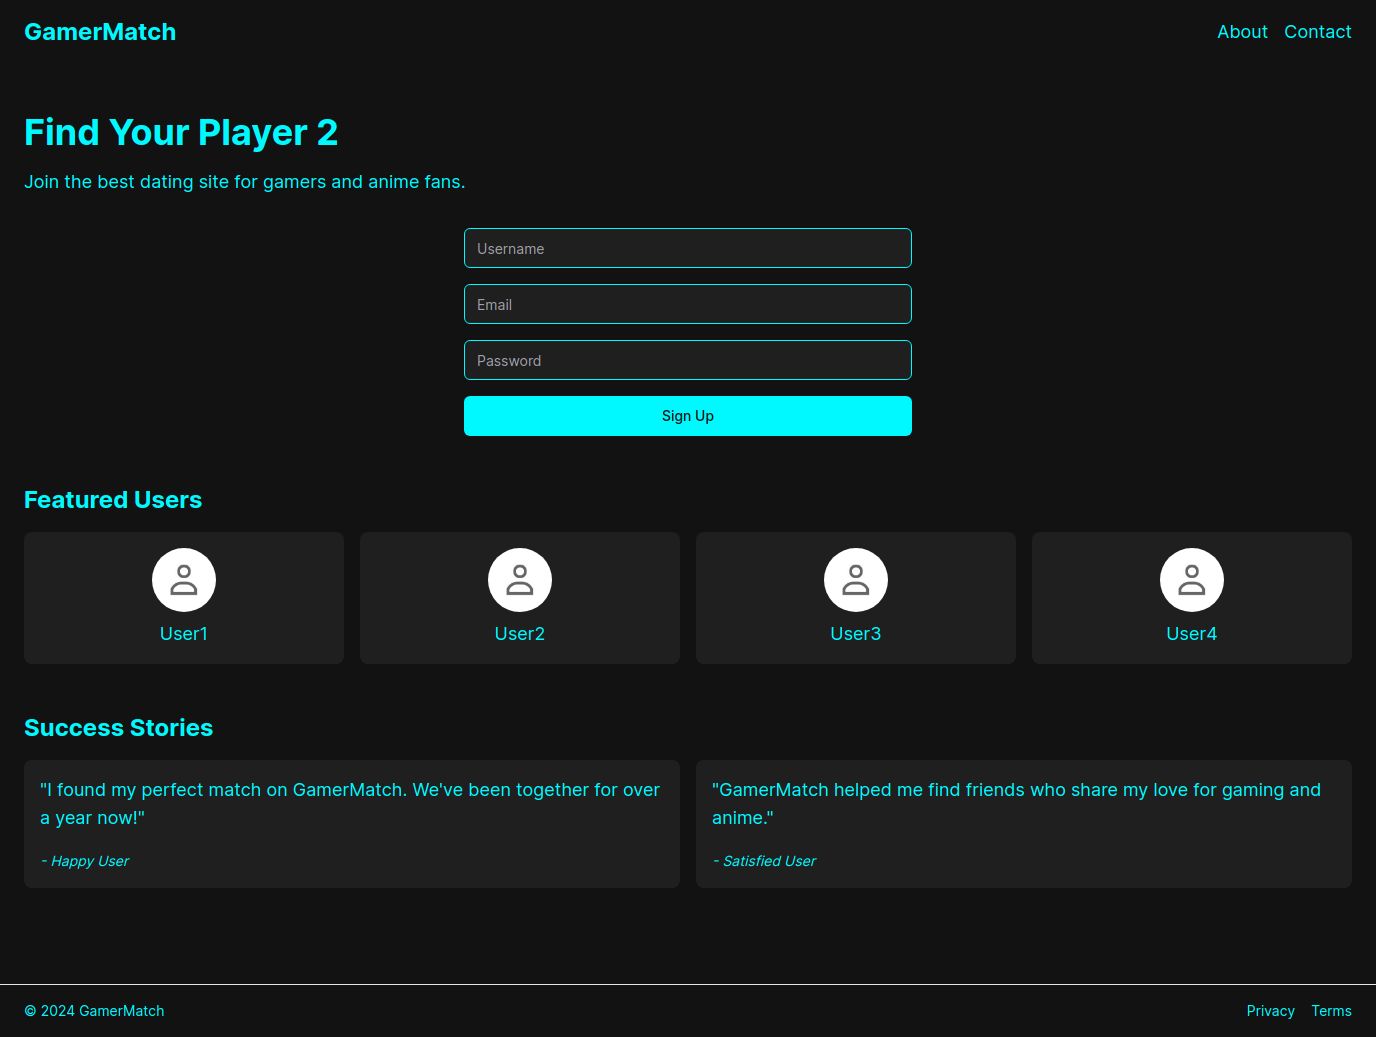 GamerMatch
About Contact
Find Your Player 2
Join the best dating site for gamers and anime fans.
Username
Email
Password
Sign Up
Featured Users
User1
User2
User3
User4
Success Stories
"I found my perfect match on GamerMatch. We've been together for over
a year now!"
- Happy User
"GamerMatch helped me find friends who share my love for gaming and
anime."
- Satisfied User
© 2024 GamerMatch
Privacy Terms